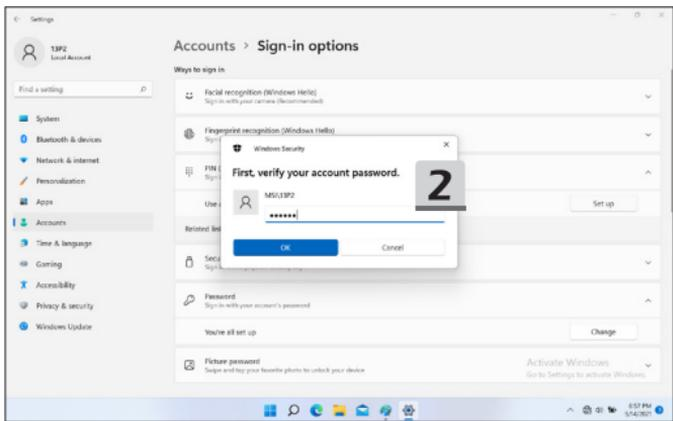 Settings
13P2
Local Account
Find a setting
System
Bluetooth & devices
Network & internet
Personalization
Apps
Accounts
Time & language
Gaming
Accessibility
Privacy & security
Windows Update
Accounts > Sign-in options
Ways to sign in
Facial recognition (Windows Hello)
Sign in with your camera (Recommended)
Fingerprint recognition (Windows Hello)
PIN
Set up
Windows Security
First, verify your account password.
MSI\13P2
OK
Cancel
2
Password
Sign in with your account's password
You're all set up
Change
Picture password
Swipe and tap your favorite photo to unlock your device
Activate Windows
Go to Settings to activate Windows.
6:57 PM